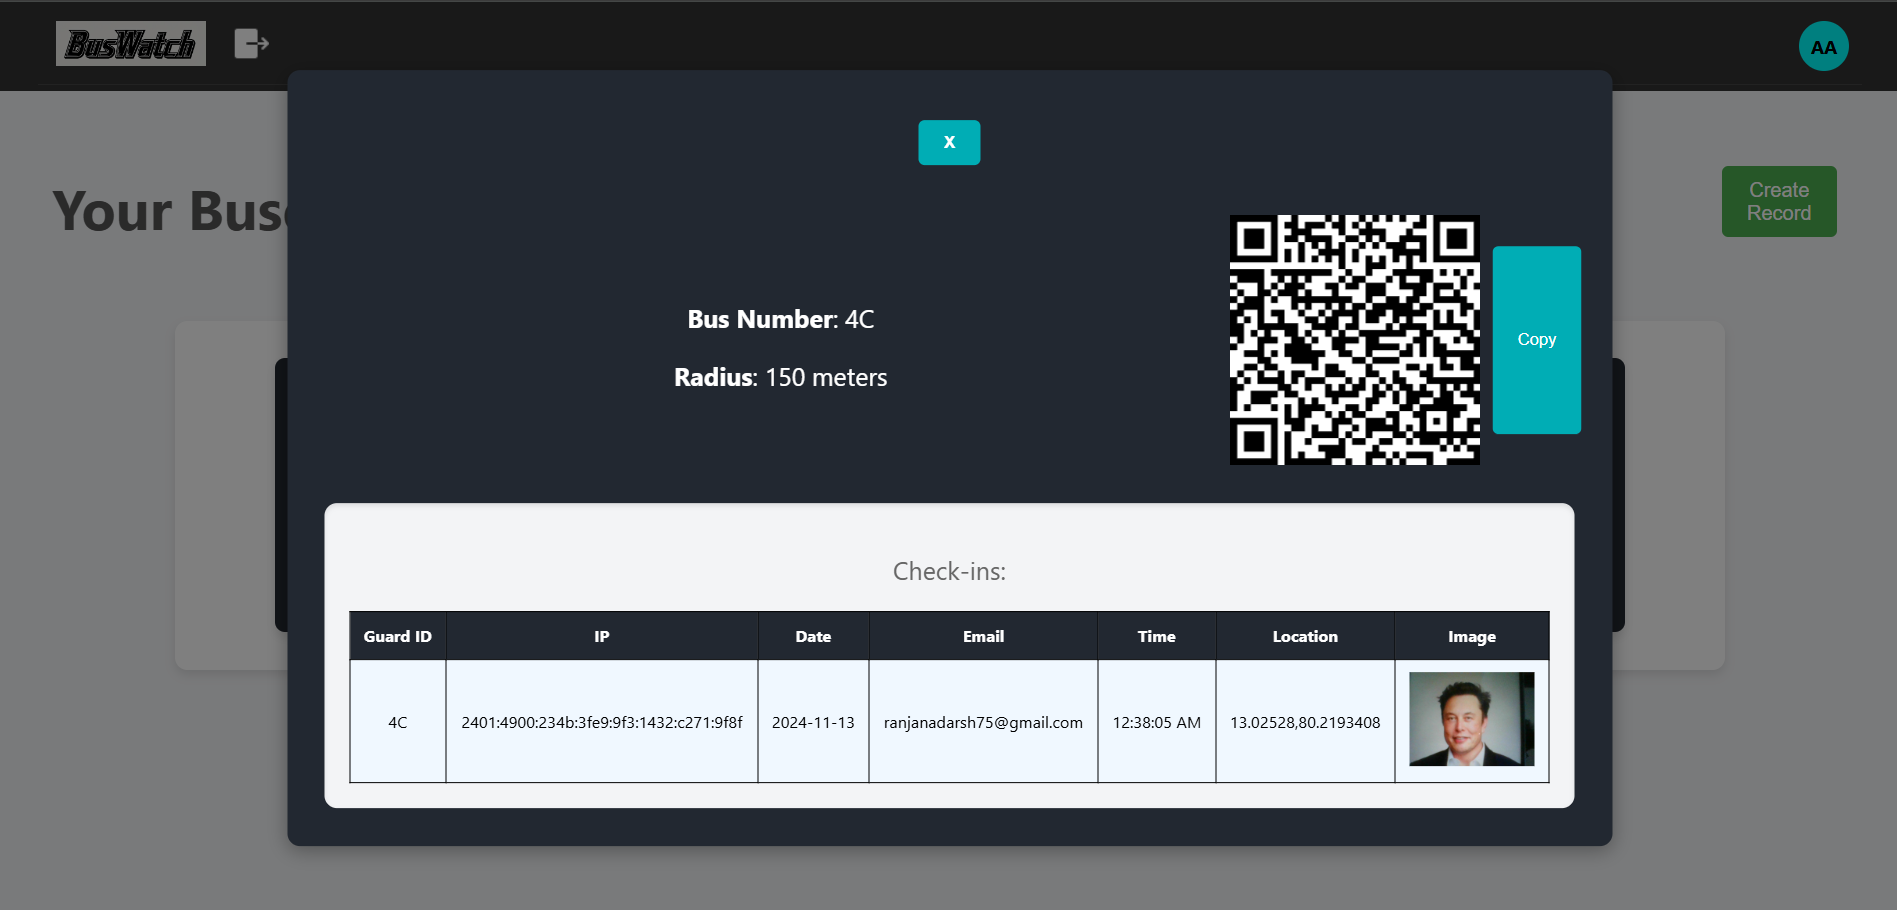 BusWatch
AA
X
Your Bus
Create
Record
Bus Number: 4C
Radius: 150 meters
Copy
Check-ins:
Guard ID IP Date Email Time Location Image
4C 2401:4900:234b:3fe9:9f3:1432:c271:9f8f 2024-11-13 ranjanadarsh75@gmail.com 12:38:05 AM 13.02528,80.2193408